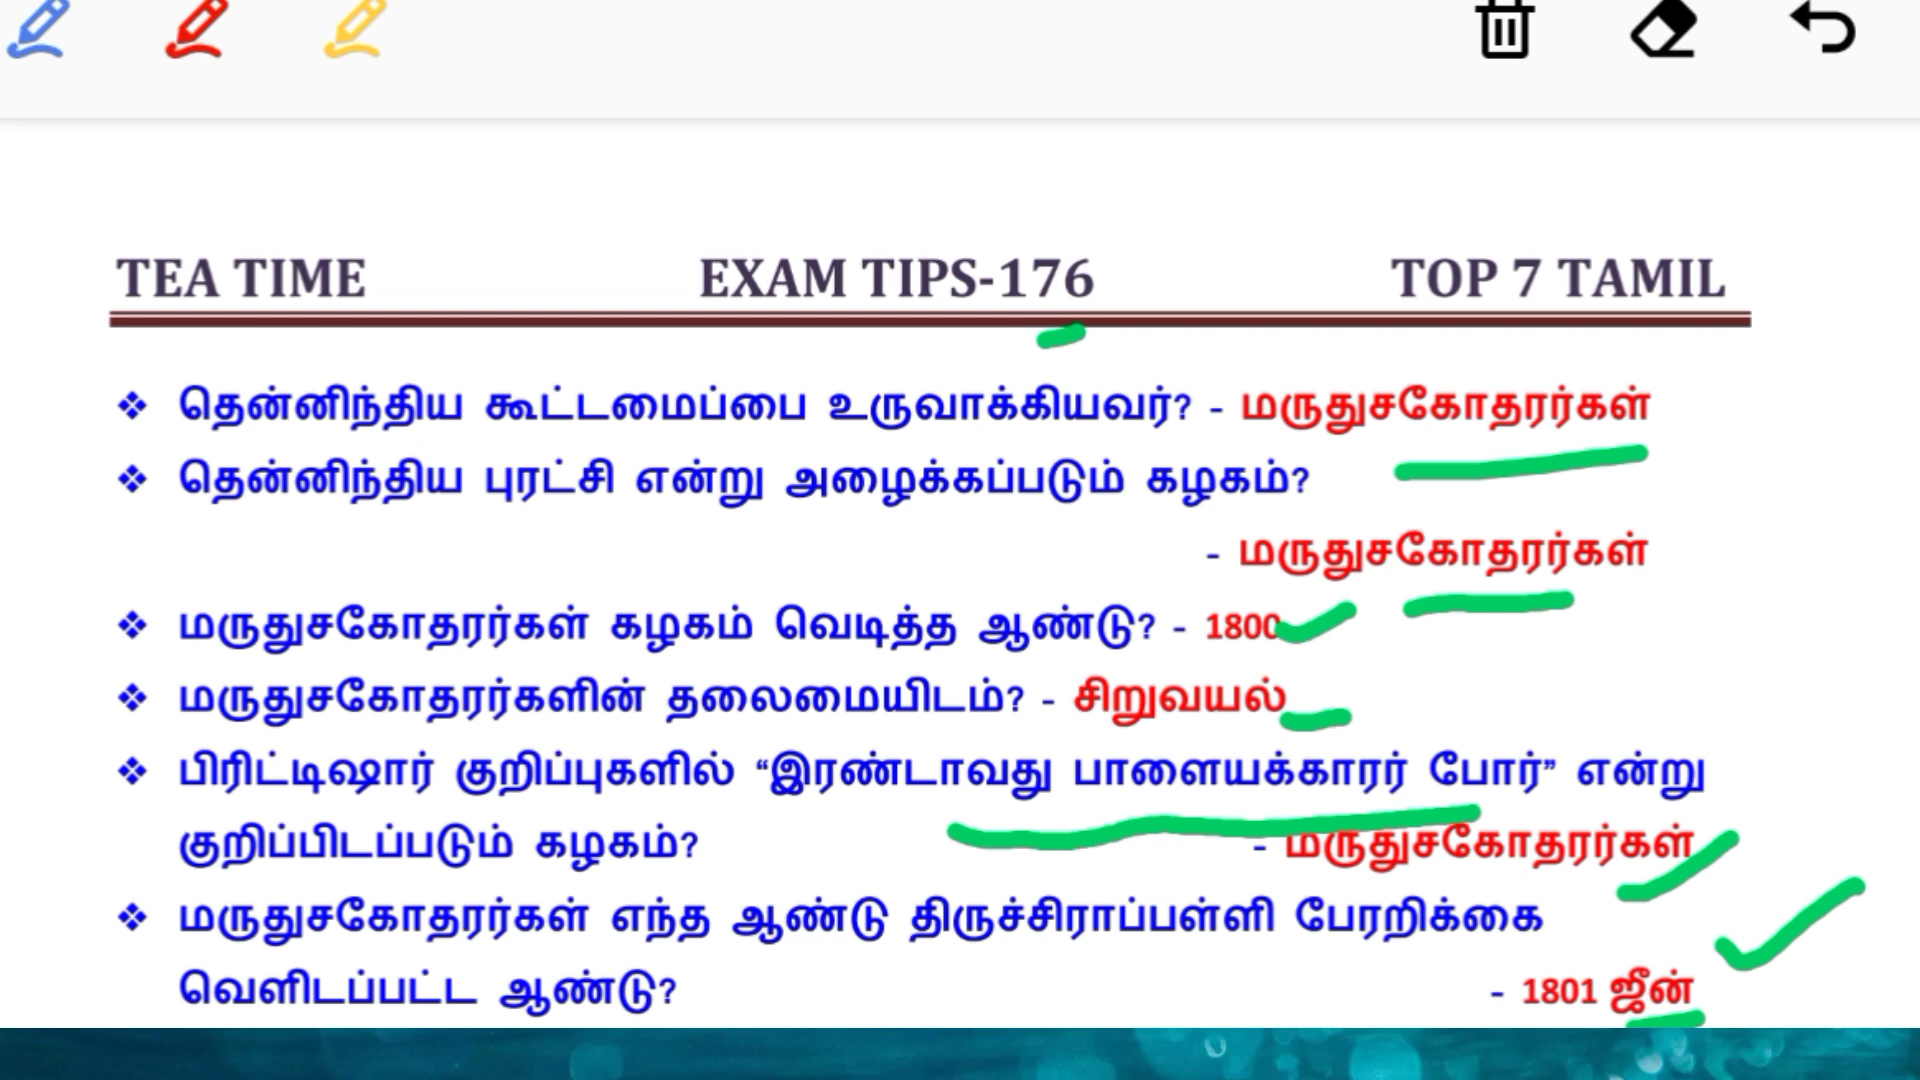 TEA TIME EXAM TIPS-176 TOP 7 TAMIL
❖ தென்னிந்திய கூட்டமைப்பை உருவாக்கியவர்? - மருதுசகோதரர்கள்
❖ தென்னிந்திய புரட்சி என்று அழைக்கப்படும் கழகம்?
- மருதுசகோதரர்கள்
❖ மருதுசகோதரர்கள் கழகம் வெடித்த ஆண்டு? - 1800
❖ மருதுசகோதரர்களின் தலைமையிடம்? - சிறுவயல்
❖ பிரிட்டிஷார் குறிப்புகளில் “இரண்டாவது பாளையக்காரர் போர்” என்று
குறிப்பிடப்படும் கழகம்? - மருதுசகோதரர்கள்
❖ மருதுசகோதரர்கள் எந்த ஆண்டு திருச்சிராப்பள்ளி பேரறிக்கை
வெளிடப்பட்ட ஆண்டு? - 1801 ஜீன்